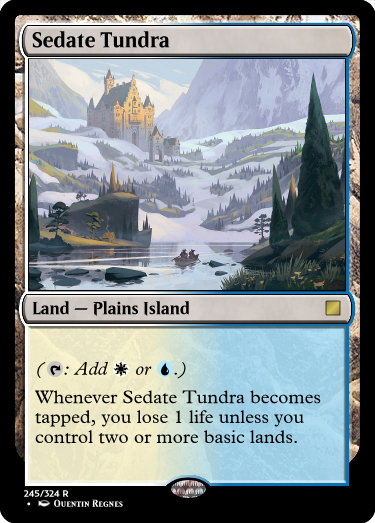 Sedate Tundra
Land — Plains Island
(: Add or .)
Whenever Sedate Tundra becomes
tapped, you lose 1 life unless you
control two or more basic lands.
245/324 R
• Quentin Regnes